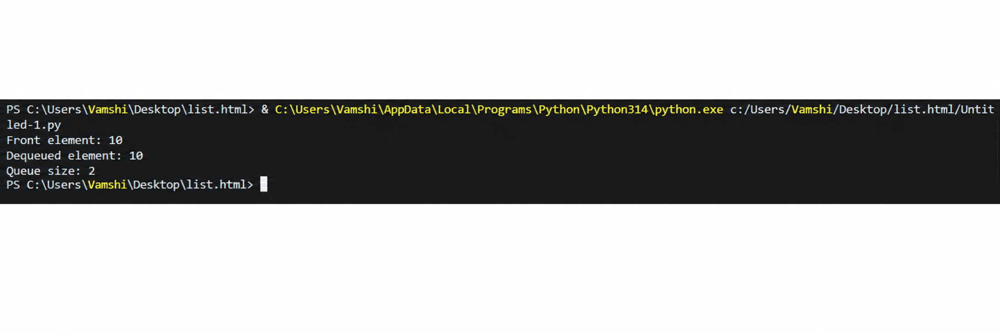 PS C:\Users\Vamshi\Desktop\list.html> & C:\Users\Vamshi\AppData\Local\Programs\Python\Python314\python.exe c:/Users/Vamshi/Desktop/list.html/Untit
led-1.py
Front element: 10
Dequeued element: 10
Queue size: 2
PS C:\Users\Vamshi\Desktop\list.html>